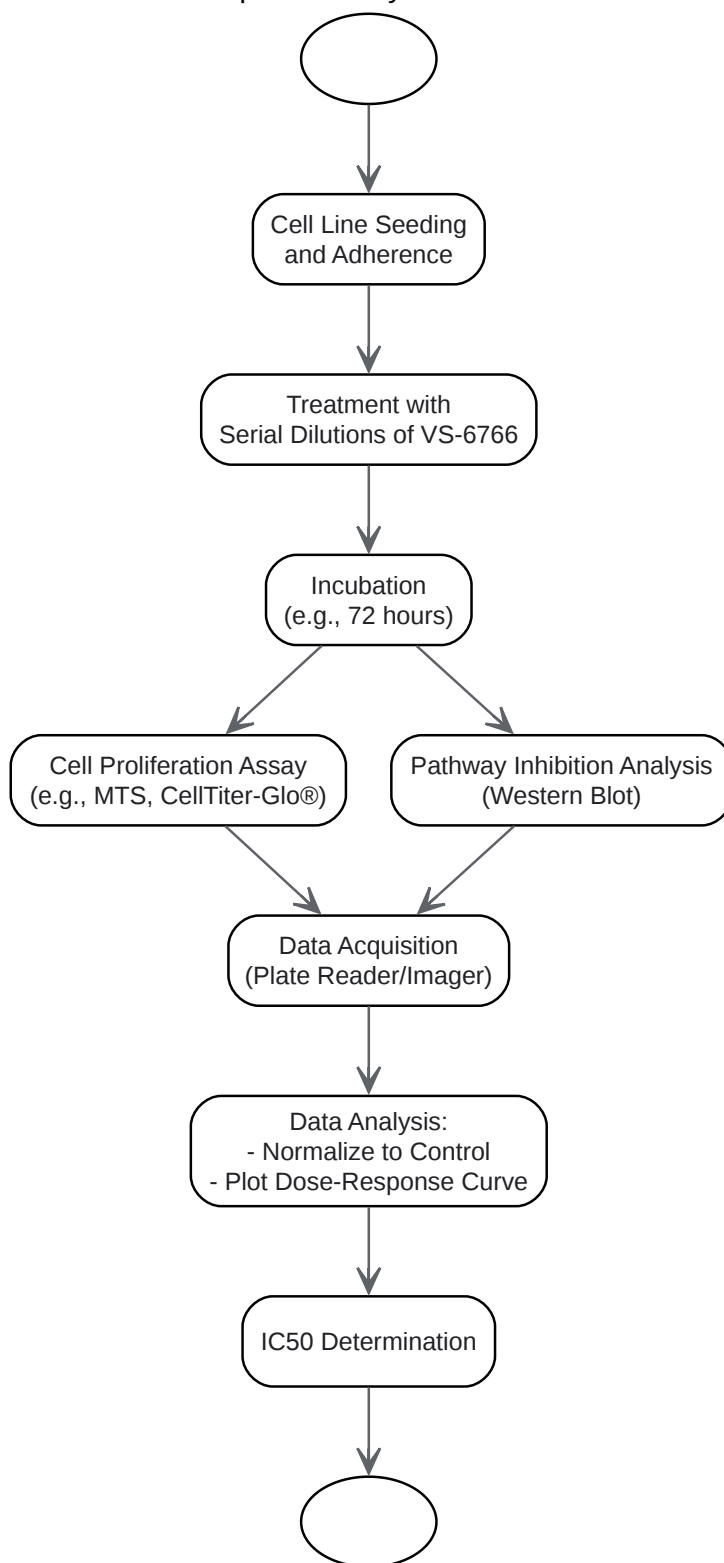 Cell Line Seeding
and Adherence
Treatment with
Serial Dilutions of VS-6766
Incubation
(e.g., 72 hours)
Cell Proliferation Assay
(e.g., MTS, CellTiter-Glo®)
Pathway Inhibition Analysis
(Western Blot)
Data Acquisition
(Plate Reader/Imager)
Data Analysis:
- Normalize to Control
- Plot Dose-Response Curve
IC50 Determination